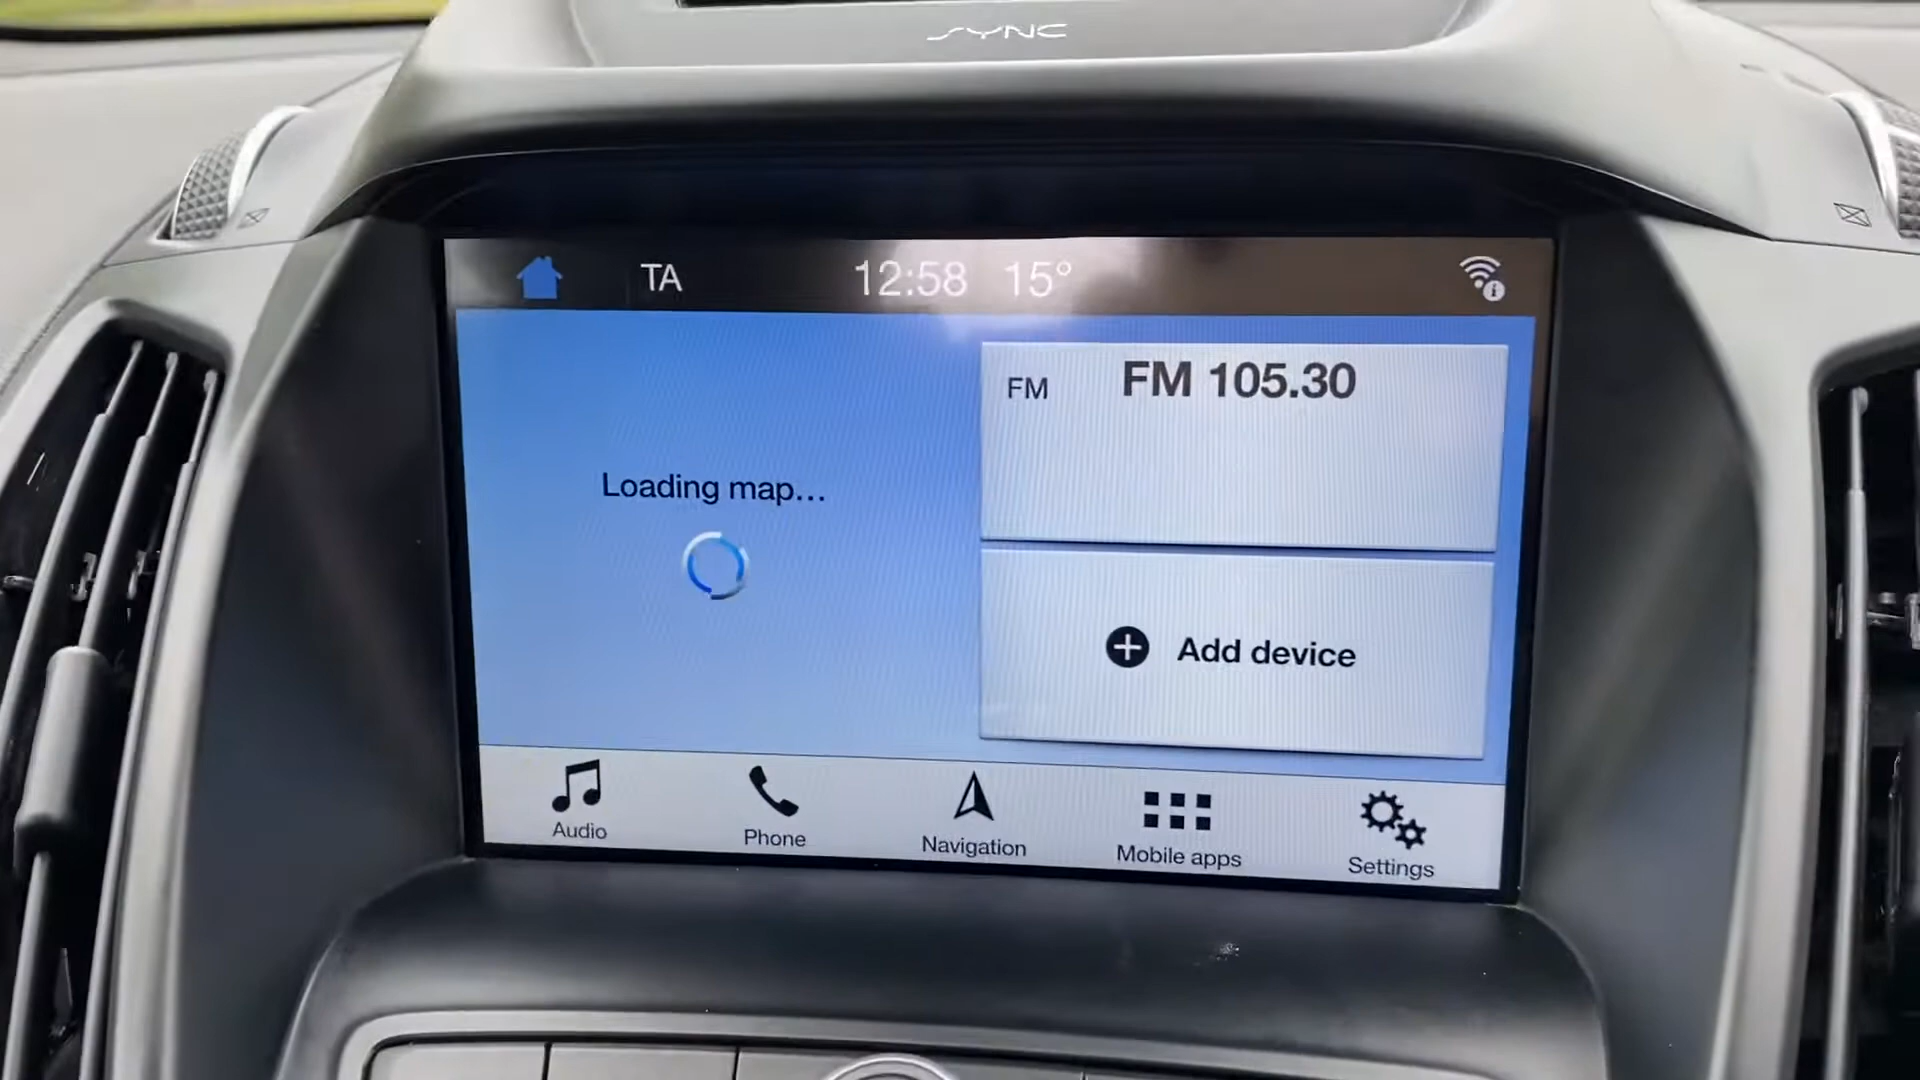 SYNC
TA
12:58 15°
FM
FM 105.30
Loading map...
Add device
Audio
Phone
Navigation
Mobile apps
Settings